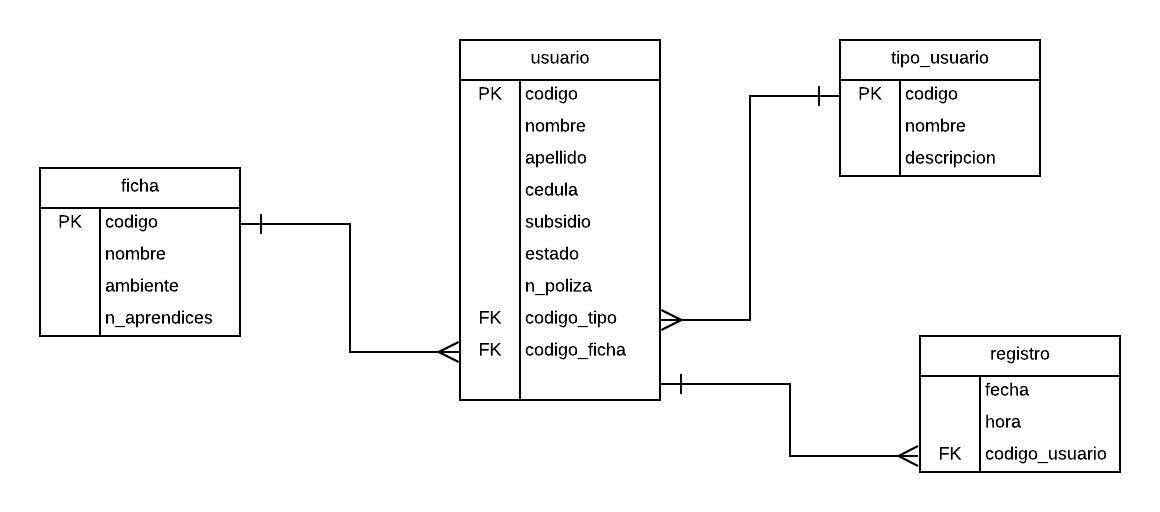 usuario
PK codigo
nombre
apellido
cedula
subsidio
estado
n_poliza
FK codigo_tipo
FK codigo_ficha
tipo_usuario
PK codigo
nombre
descripcion
ficha
PK codigo
nombre
ambiente
n_aprendices
registro
fecha
hora
FK codigo_usuario